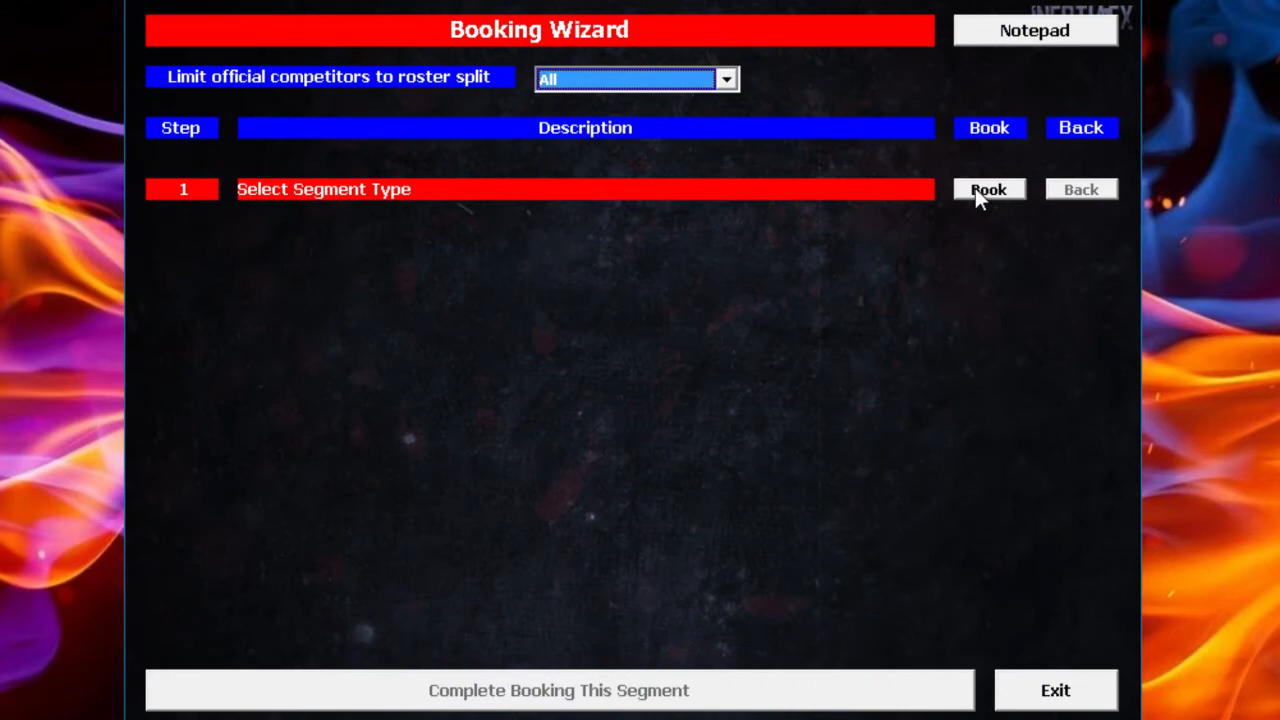 Booking Wizard
Notepad
Limit official competitors to roster split
All
Step
Description
Book
Back
1
Select Segment Type
Book
Back
Complete Booking This Segment
Exit